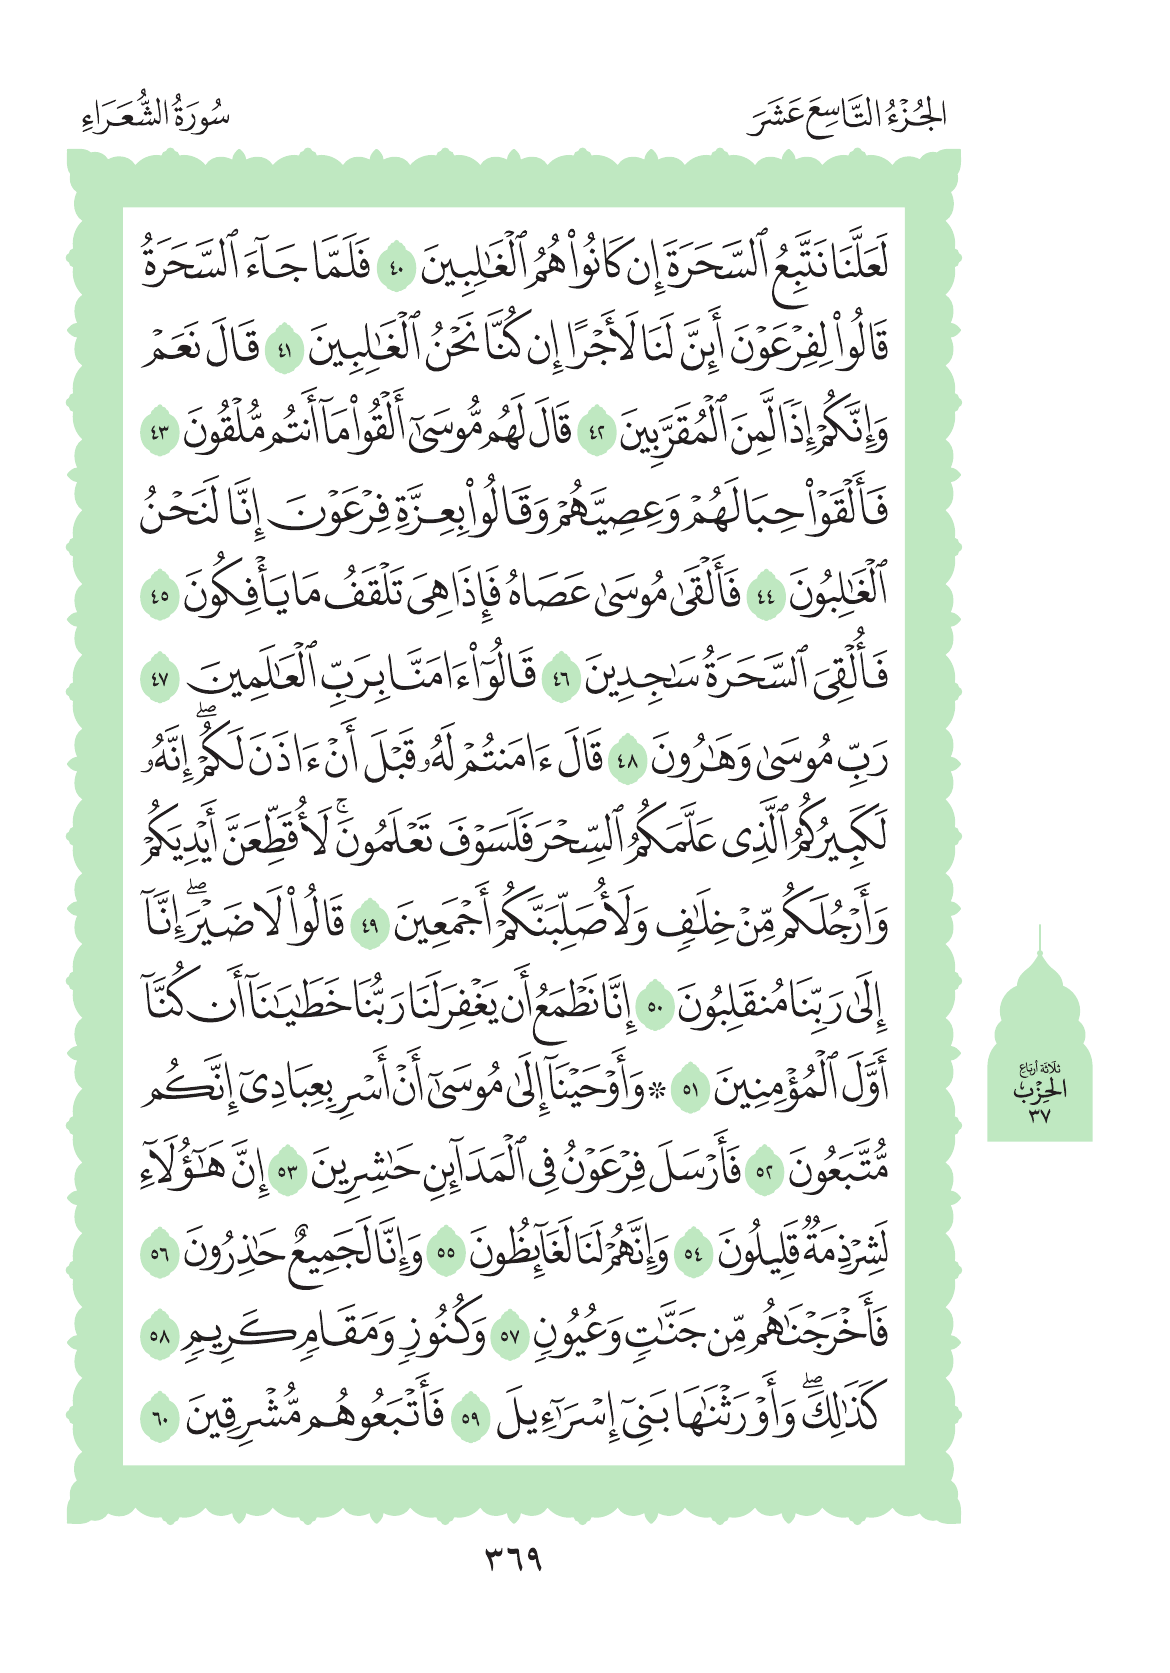 الجُزْءُ التَّاسِعَ عَشَرَ
سُورَةُ الشُّعَرَاءِ
لَعَلَّنَا نَتَّبِعُ ٱلسَّحَرَةَ إِن كَانُوا۟ هُمُ ٱلْغَٰلِبِينَ ٤٠ فَلَمَّا جَآءَ ٱلسَّحَرَةُ
قَالُوا۟ لِفِرْعَوْنَ أَئِنَّ لَنَا لَأَجْرًا إِن كُنَّا نَحْنُ ٱلْغَٰلِبِينَ ٤١ قَالَ نَعَمْ
وَإِنَّكُمْ إِذًا لَّمِنَ ٱلْمُقَرَّبِينَ ٤٢ قَالَ لَهُم مُّوسَىٰٓ أَلْقُوا۟ مَآ أَنتُم مُّلْقُونَ ٤٣
فَأَلْقَوْا۟ حِبَالَهُمْ وَعِصِيَّهُمْ وَقَالُوا۟ بِعِزَّةِ فِرْعَوْنَ إِنَّا لَنَحْنُ
ٱلْغَٰلِبُونَ ٤٤ فَأَلْقَىٰ مُوسَىٰ عَصَاهُ فَإِذَا هِىَ تَلْقَفُ مَا يَأْفِكُونَ ٤٥
فَأُلْقِىَ ٱلسَّحَرَةُ سَٰجِدِينَ ٤٦ قَالُوٓا۟ ءَامَنَّا بِرَبِّ ٱلْعَٰلَمِينَ ٤٧
رَبِّ مُوسَىٰ وَهَٰرُونَ ٤٨ قَالَ ءَامَنتُمْ لَهُۥ قَبْلَ أَنْ ءَاذَنَ لَكُمْ ۖ إِنَّهُۥ
لَكَبِيرُكُمُ ٱلَّذِى عَلَّمَكُمُ ٱلسِّحْرَ فَلَسَوْفَ تَعْلَمُونَ ۚ لَأُقَطِّعَنَّ أَيْدِيَكُمْ
وَأَرْجُلَكُم مِّنْ خِلَٰفٍ وَلَأُصَلِّبَنَّكُمْ أَجْمَعِينَ ٤٩ قَالُوا۟ لَا ضَيْرَ ۖ إِنَّآ
إِلَىٰ رَبِّنَا مُنقَلِبُونَ ٥٠ إِنَّا نَطْمَعُ أَن يَغْفِرَ لَنَا رَبُّنَا خَطَٰيَٰنَآ أَن كُنَّآ
أَوَّلَ ٱلْمُؤْمِنِينَ ٥١ ۞ وَأَوْحَيْنَآ إِلَىٰ مُوسَىٰٓ أَنْ أَسْرِ بِعِبَادِىٓ إِنَّكُم
مُّتَّبَعُونَ ٥٢ فَأَرْسَلَ فِرْعَوْنُ فِى ٱلْمَدَآئِنِ حَٰشِرِينَ ٥٣ إِنَّ هَٰٓؤُلَآءِ
لَشِرْذِمَةٌ قَلِيلُونَ ٥٤ وَإِنَّهُمْ لَنَا لَغَآئِظُونَ ٥٥ وَإِنَّا لَجَمِيعٌ حَٰذِرُونَ ٥٦
فَأَخْرَجْنَٰهُم مِّن جَنَّٰتٍ وَعُيُونٍ ٥٧ وَكُنُوزٍ وَمَقَامٍ كَرِيمٍ ٥٨
كَذَٰلِكَ ۖ وَأَوْرَثْنَٰهَا بَنِىٓ إِسْرَٰٓءِيلَ ٥٩ فَأَتْبَعُوهُم مُّشْرِقِينَ ٦٠
ثَلَاثَة أَرْبَاع
الحِزْب
٣٧
٣٦٩